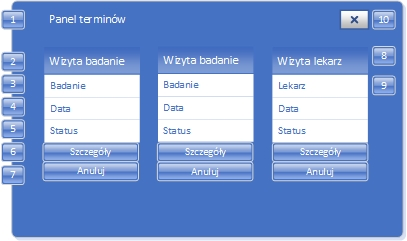 1 Panel terminów x 10
2 Wizyta badanie Wizyta badanie Wizyta lekarz 8
3 Badanie Badanie Lekarz 9
4 Data Data Data
5 Status Status Status
6 Szczegóły Szczegóły Szczegóły
7 Anuluj Anuluj Anuluj